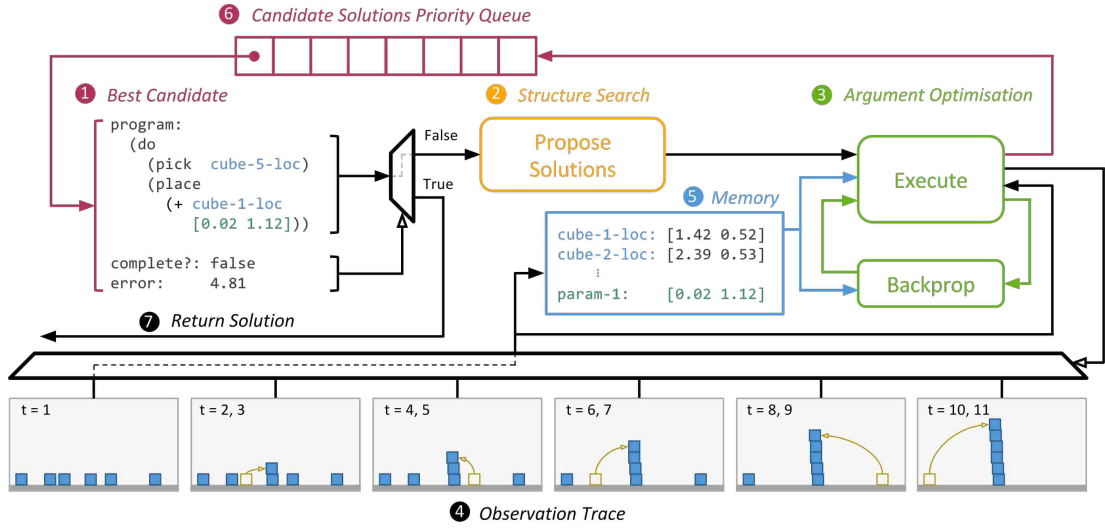 6 Candidate Solutions Priority Queue
1 Best Candidate
program:
(do
(pick cube-5-loc)
(place
(+ cube-1-loc
[0.02 1.12]))
complete?: false
error: 4.81
False
True
2 Structure Search
Propose
Solutions
3 Argument Optimisation
Execute
Backprop
5 Memory
cube-1-loc: [1.42 0.52]
cube-2-loc: [2.39 0.53]
⋮
param-1: [0.02 1.12]
7 Return Solution
t = 1
t = 2, 3
t = 4, 5
t = 6, 7
t = 8, 9
t = 10, 11
4 Observation Trace